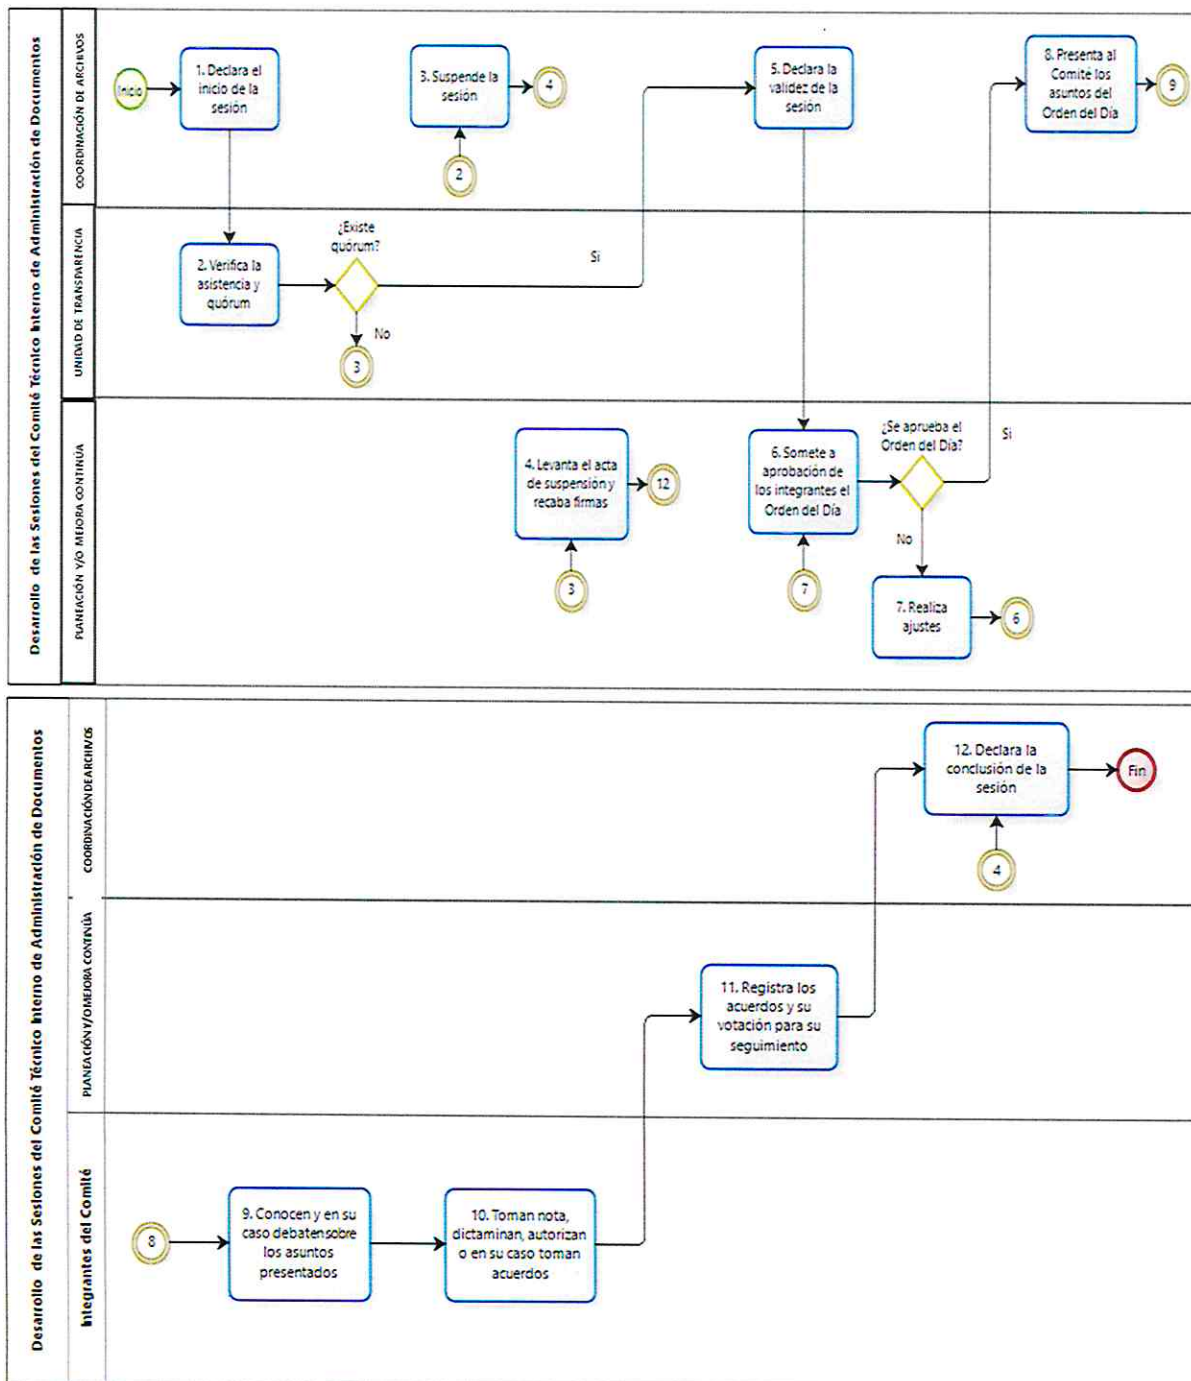 Desarrollo de las Sesiones del Comité Técnico Interno de Administración de Documentos
COORDINACIÓN DE ARCHIVOS
Inicio
1. Declara el
inicio de la
sesión
3. Suspende la
sesión
4
2
5. Declara la
validez de la
sesión
8. Presenta al
Comité los
asuntos del
Orden del Día
9
UNIDAD DE TRANSPARENCIA
2. Verifica la
asistencia y
quórum
¿Existe
quórum?
Si
No
3
PLANEACIÓN Y/O MEJORA CONTINÚA
4. Levanta el acta
de suspensión y
recaba firmas
12
3
6. Somete a
aprobación de
los integrantes el
Orden del Día
7
¿Se aprueba el
Orden del Día?
Si
No
7. Realiza
ajustes
6
Desarrollo de las Sesiones del Comité Técnico Interno de Administración de Documentos
COORDINACIÓN DE ARCHIVOS
12. Declara la
conclusión de la
sesión
Fin
4
PLANEACIÓN Y/O MEJORA CONTINÚA
11. Registra los
acuerdos y su
votación para su
seguimiento
Integrantes del Comité
8
9. Conocen y en su
caso debaten sobre
los asuntos
presentados
10. Toman nota,
dictaminan, autorizan
o en su caso toman
acuerdos